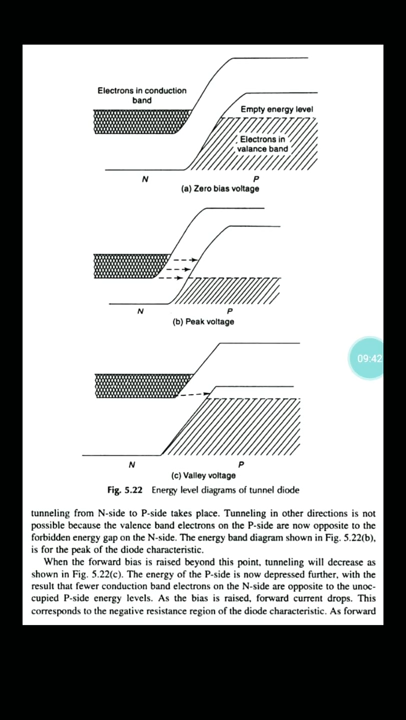 Electrons in conduction
band
Empty energy level
Electrons in
valance band
N
P
(a) Zero bias voltage
N
P
(b) Peak voltage
09:42
N
P
(c) Valley voltage
Fig. 5.22 Energy level diagrams of tunnel diode
tunneling from N-side to P-side takes place. Tunneling in other directions is not
possible because the valence band electrons on the P-side are now opposite to the
forbidden energy gap on the N-side. The energy band diagram shown in Fig. 5.22(b),
is for the peak of the diode characteristic.
When the forward bias is raised beyond this point, tunneling will decrease as
shown in Fig. 5.22(c). The energy of the P-side is now depressed further, with the
result that fewer conduction band electrons on the N-side are opposite to the unoc-
cupied P-side energy levels. As the bias is raised, forward current drops. This
corresponds to the negative resistance region of the diode characteristic. As forward